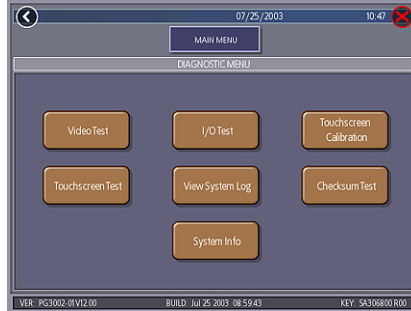 07/25/2003 10:47
MAIN MENU
DIAGNOSTIC MENU
Video Test
I/O Test
Touchscreen
Calibration
Touchscreen Test
View System Log
Checksum Test
System Info
VER: PG3002-01V12.00 BUILD: Jul 25 2003 08:59:43 KEY: SA306800 R00